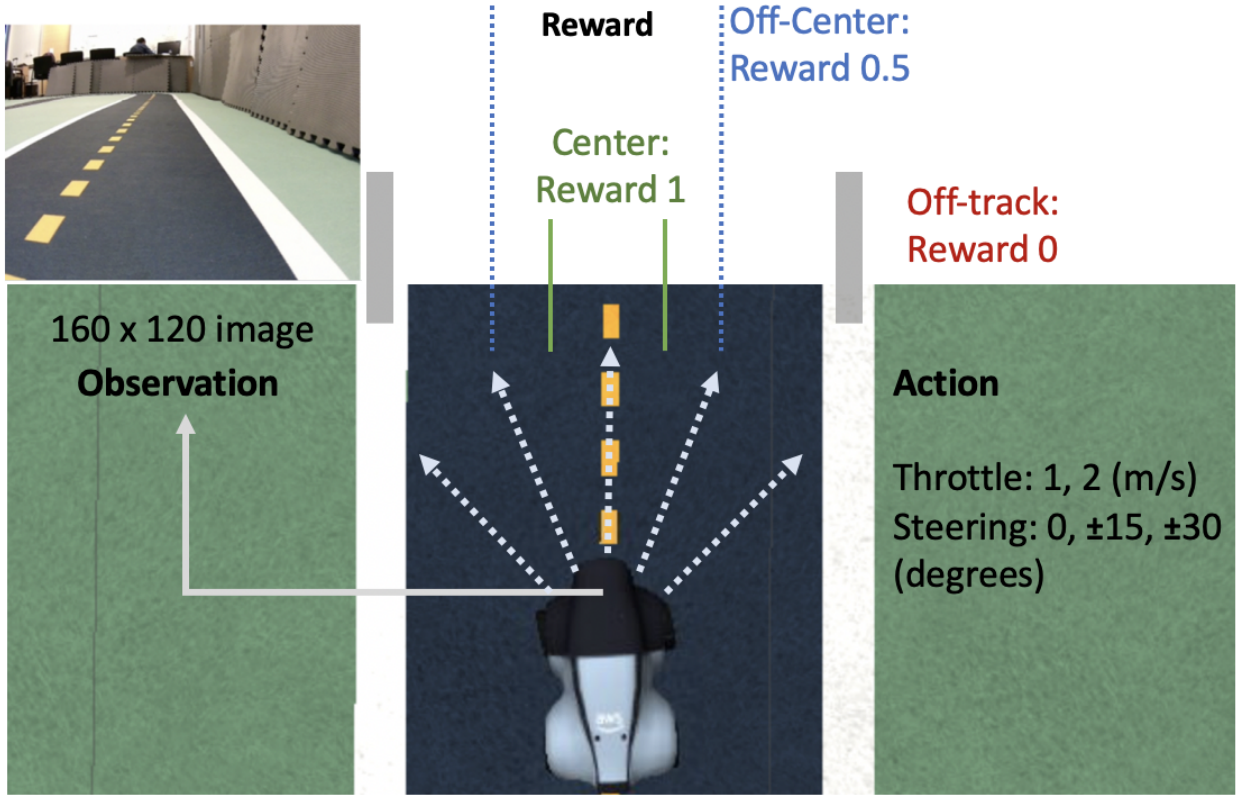 Reward
Off-Center:
Reward 0.5
Center:
Reward 1
Off-track:
Reward 0
160 x 120 image
Observation
Action
Throttle: 1, 2 (m/s)
Steering: 0, ±15, ±30
(degrees)
aws